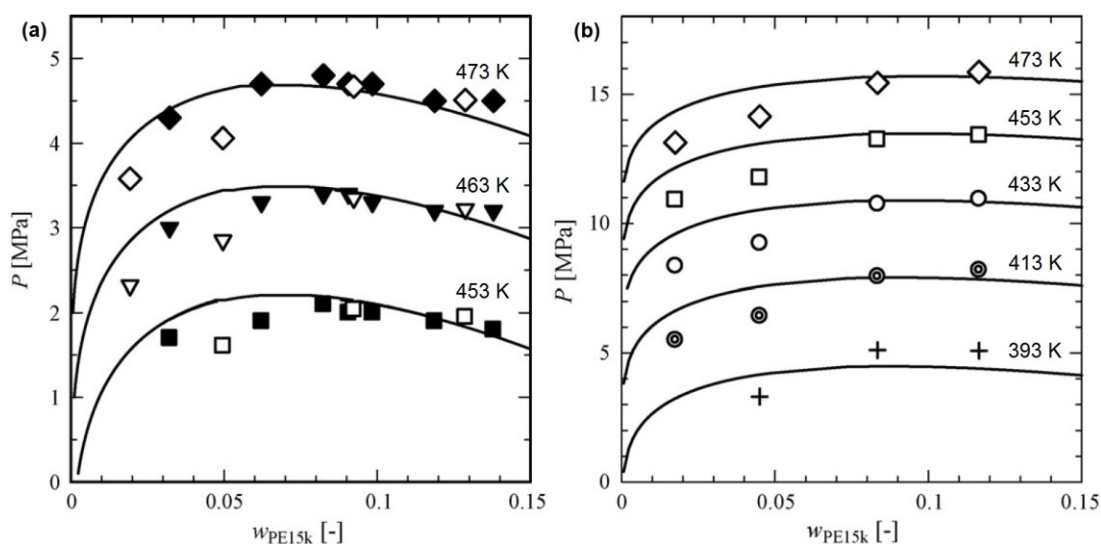 (a)
5
4
3
2
1
0
P [MPa]
473 K
463 K
453 K
0
0.05
0.1
0.15
wPE15k [-]
(b)
15
10
5
0
P [MPa]
473 K
453 K
433 K
413 K
393 K
0
0.05
0.1
0.15
wPE15k [-]